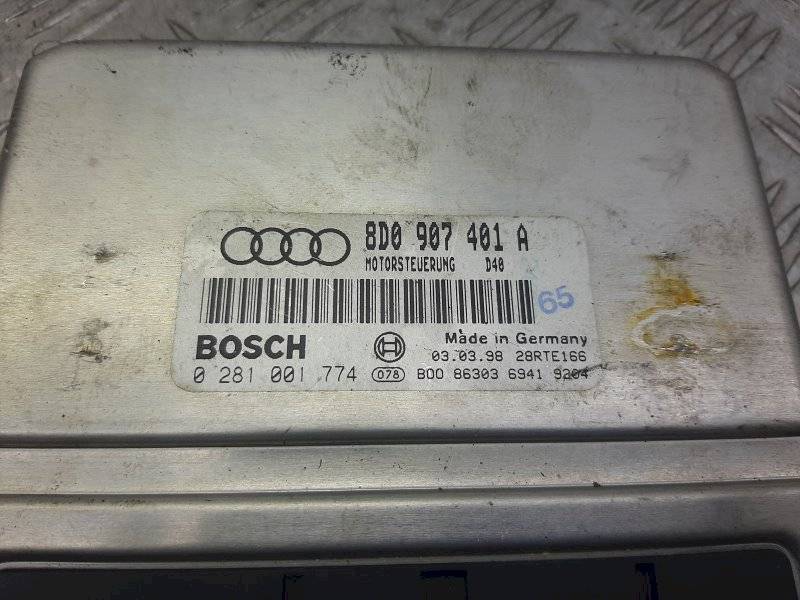 8D0 907 401 A
MOTORSTEUERUNG D40
65
BOSCH
Made in Germany
03.03.98 28RTE166
0 281 001 774 078 B00 86303 6941 9204